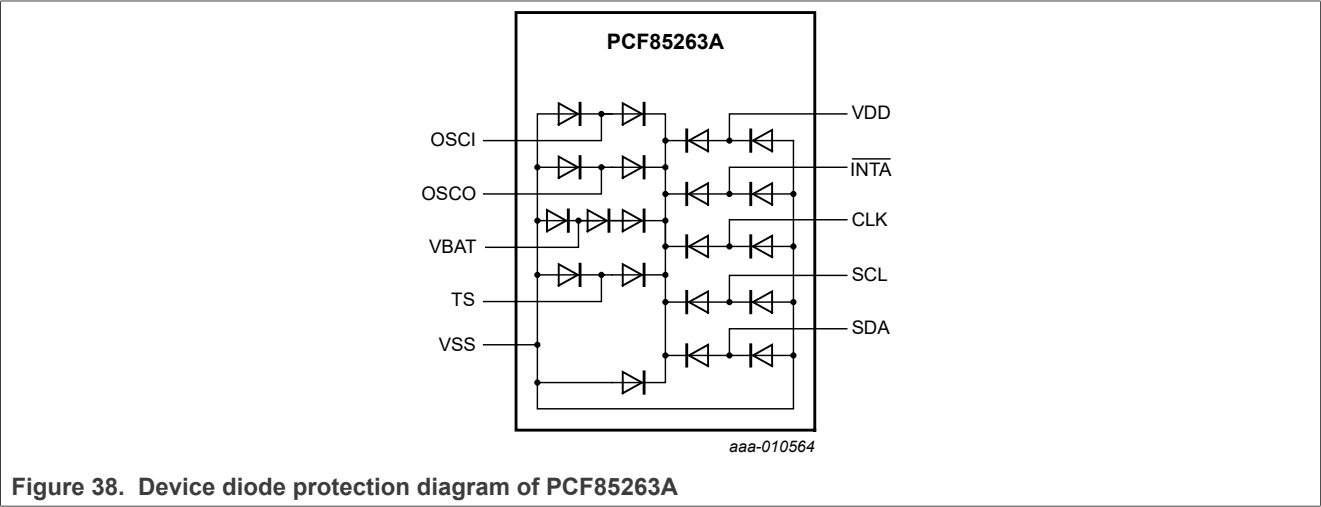 PCF85263A
OSCI
OSCO
VBAT
TS
VSS
VDD
INTA
CLK
SCL
SDA
aaa-010564
Figure 38. Device diode protection diagram of PCF85263A